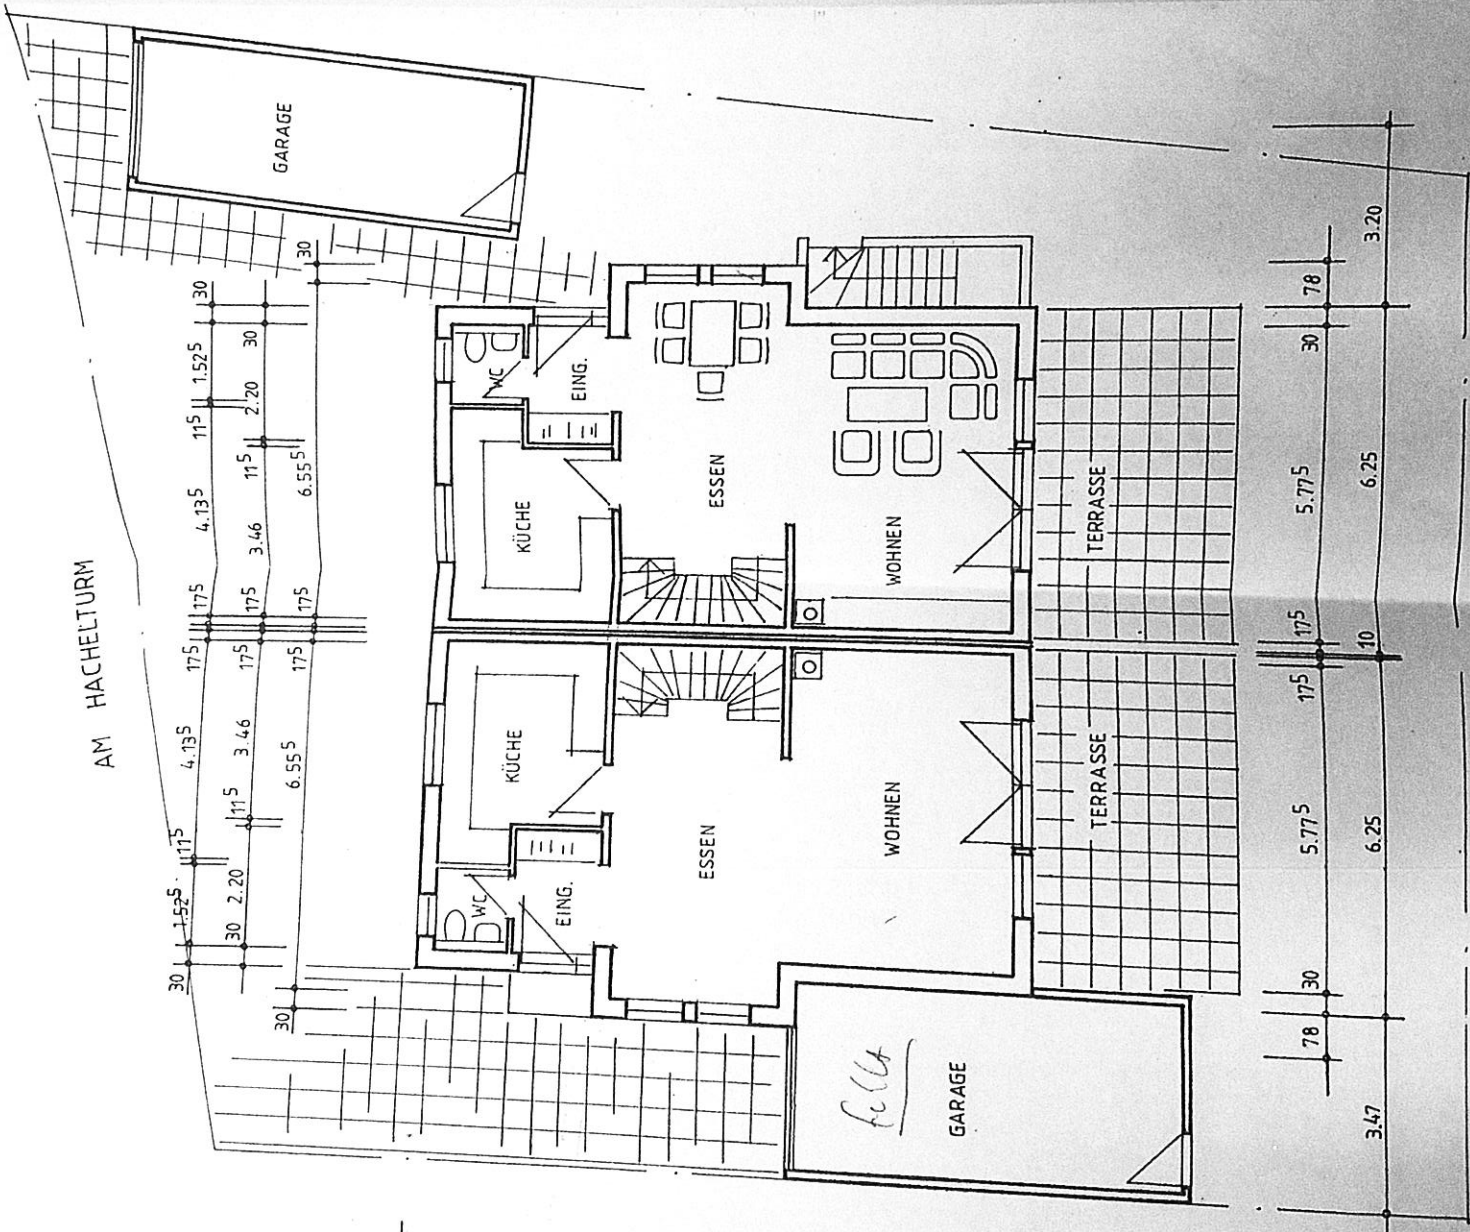 AM HACHELTURM
GARAGE
30
1.52⁵
11⁵
4.13⁵
17⁵
17⁵
4.13⁵
11⁵
1.52⁵
30
30
2.20
11⁵
3.46
17⁵
17⁵
3.46
11⁵
2.20
30
30
6.55⁵
17⁵
17⁵
6.55⁵
30
WC
EING.
KÜCHE
ESSEN
WOHNEN
TERRASSE
KÜCHE
WC
EING.
ESSEN
WOHNEN
TERRASSE
GARAGE
78
30
5.77⁵
17⁵
17⁵
5.77⁵
30
78
3.20
6.25
10
6.25
3.47